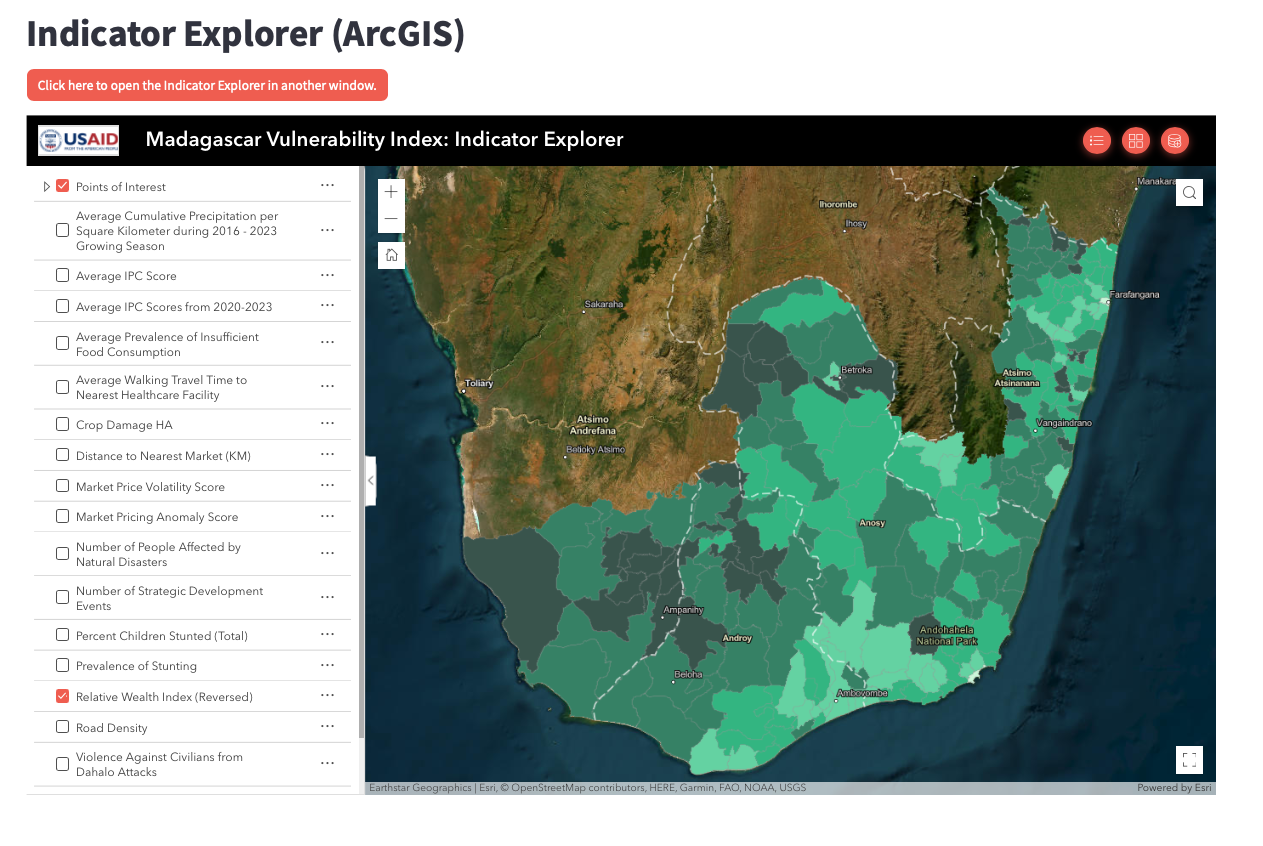 Indicator Explorer (ArcGIS)
Click here to open the Indicator Explorer in another window.
USAID
FROM THE AMERICAN PEOPLE
Madagascar Vulnerability Index: Indicator Explorer
Points of Interest
Average Cumulative Precipitation per
Square Kilometer during 2016 - 2023
Growing Season
Average IPC Score
Average IPC Scores from 2020-2023
Average Prevalence of Insufficient
Food Consumption
Average Walking Travel Time to
Nearest Healthcare Facility
Crop Damage HA
Distance to Nearest Market (KM)
Market Price Volatility Score
Market Pricing Anomaly Score
Number of People Affected by
Natural Disasters
Number of Strategic Development
Events
Percent Children Stunted (Total)
Prevalence of Stunting
Relative Wealth Index (Reversed)
Road Density
Violence Against Civilians from
Dahalo Attacks
Manakara
Ihorombe
Ihosy
Farafangana
Sakaraha
Betroka
Toliary
Atsimo
Atsinanana
Atsimo
Andrefana
Vangaindrano
Betioky Atsimo
Anosy
Ampanihy
Androy
Andohahela
National Park
Beloha
Ambovombe
Earthstar Geographics | Esri, © OpenStreetMap contributors, HERE, Garmin, FAO, NOAA, USGS
Powered by Esri